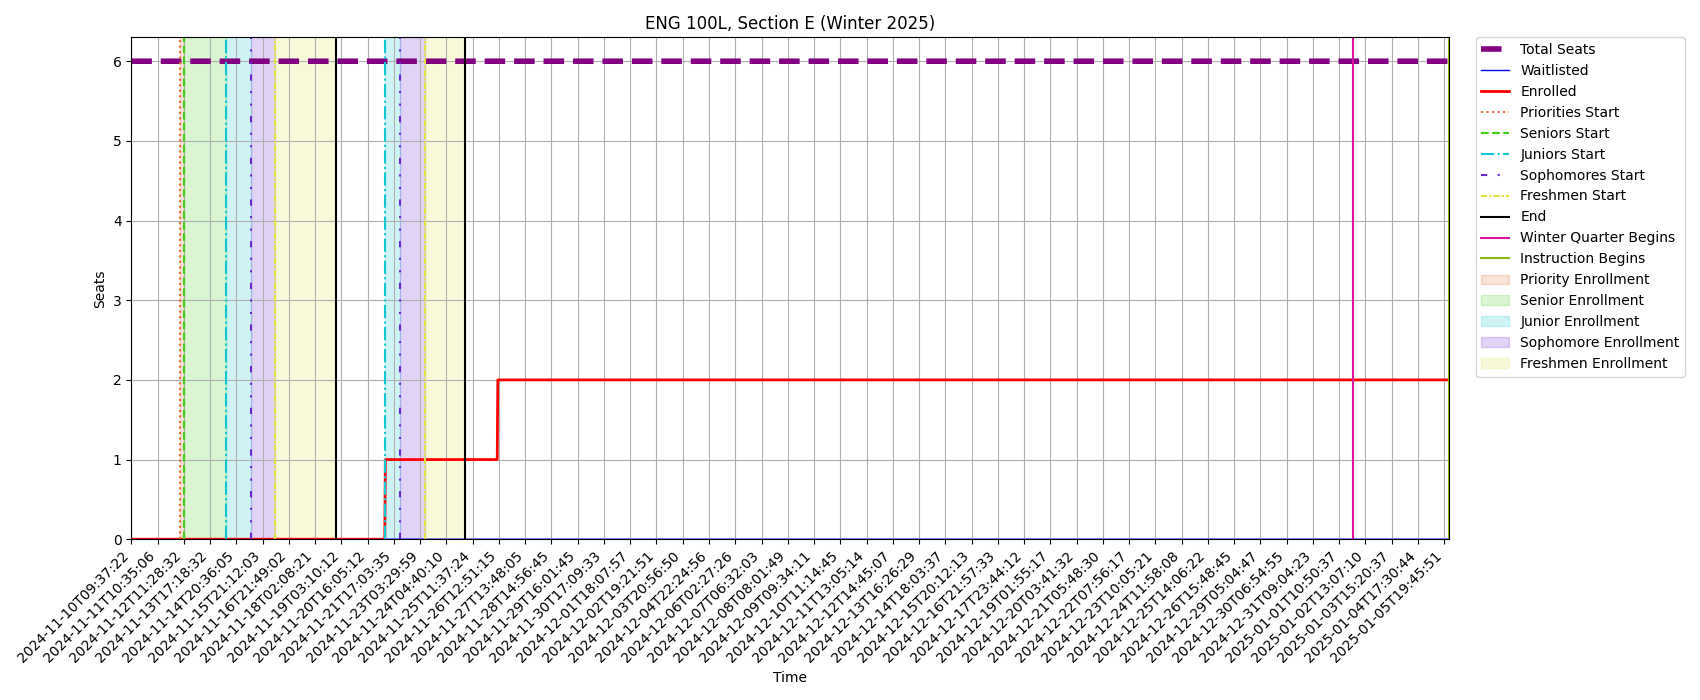 ENG 100L, Section E (Winter 2025)
Seats
6
5
4
3
2
1
0
2024-11-10T09:37:22
2024-11-11T10:35:06
2024-11-12T11:28:32
2024-11-13T17:18:32
2024-11-14T20:36:05
2024-11-15T21:12:03
2024-11-16T21:49:02
2024-11-18T02:08:21
2024-11-19T03:10:12
2024-11-20T16:05:12
2024-11-21T17:03:35
2024-11-23T03:29:59
2024-11-24T04:40:10
2024-11-25T11:37:24
2024-11-26T12:51:15
2024-11-27T13:48:05
2024-11-28T14:56:45
2024-11-29T16:01:45
2024-11-30T17:09:33
2024-12-01T18:07:57
2024-12-02T19:21:51
2024-12-03T20:56:50
2024-12-04T22:24:56
2024-12-06T02:27:26
2024-12-07T06:32:03
2024-12-08T08:01:49
2024-12-09T09:34:11
2024-12-10T11:14:45
2024-12-11T13:05:14
2024-12-12T14:45:07
2024-12-13T16:26:29
2024-12-14T18:03:37
2024-12-15T20:12:13
2024-12-16T21:57:33
2024-12-17T23:44:12
2024-12-19T01:55:17
2024-12-20T03:41:32
2024-12-21T05:48:30
2024-12-22T07:56:17
2024-12-23T10:05:21
2024-12-24T11:58:08
2024-12-25T14:06:22
2024-12-26T15:48:45
2024-12-29T05:04:47
2024-12-30T06:54:55
2024-12-31T09:04:23
2025-01-01T10:50:37
2025-01-02T13:07:10
2025-01-03T15:20:37
2025-01-04T17:30:44
2025-01-05T19:45:51
Time
Total Seats
Waitlisted
Enrolled
Priorities Start
Seniors Start
Juniors Start
Sophomores Start
Freshmen Start
End
Winter Quarter Begins
Instruction Begins
Priority Enrollment
Senior Enrollment
Junior Enrollment
Sophomore Enrollment
Freshmen Enrollment